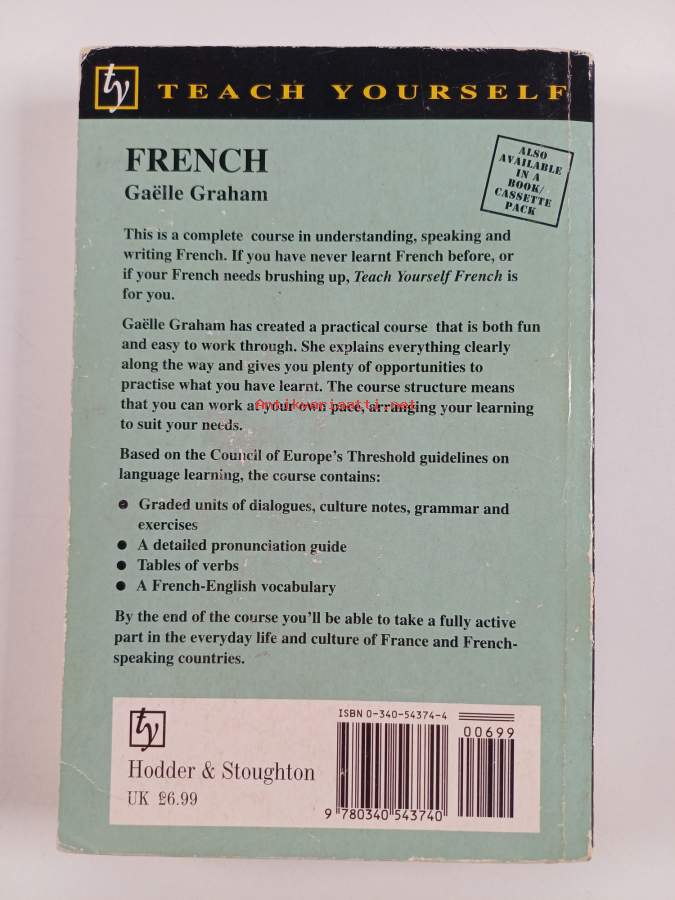 ty TEACH YOURSELF
FRENCH
Gaëlle Graham
ALSO
AVAILABLE
IN A
BOOK/
CASSETTE
PACK
This is a complete course in understanding, speaking and
writing French. If you have never learnt French before, or
if your French needs brushing up, Teach Yourself French is
for you.
Gaëlle Graham has created a practical course that is both fun
and easy to work through. She explains everything clearly
along the way and gives you plenty of opportunities to
practise what you have learnt. The course structure means
that you can work at your own pace, arranging your learning
Antikvariaatti.net
to suit your needs.
Based on the Council of Europe's Threshold guidelines on
language learning, the course contains:
● Graded units of dialogues, culture notes, grammar and
exercises
● A detailed pronunciation guide
● Tables of verbs
● A French-English vocabulary
By the end of the course you'll be able to take a fully active
part in the everyday life and culture of France and French-
speaking countries.
ty
Hodder & Stoughton
UK £6.99
ISBN 0-340-54374-4
00699
9 780340 543740